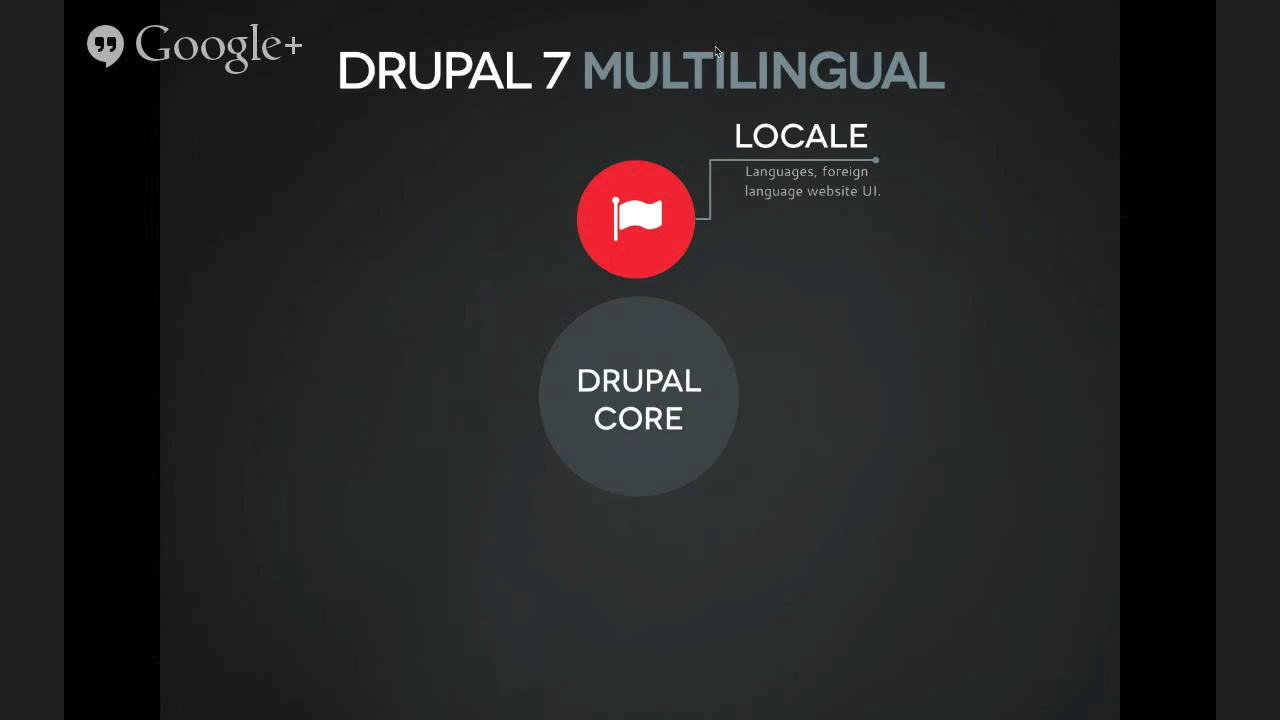 Google+
DRUPAL 7 MULTILINGUAL
LOCALE
Languages, foreign
language website UI.
DRUPAL
CORE